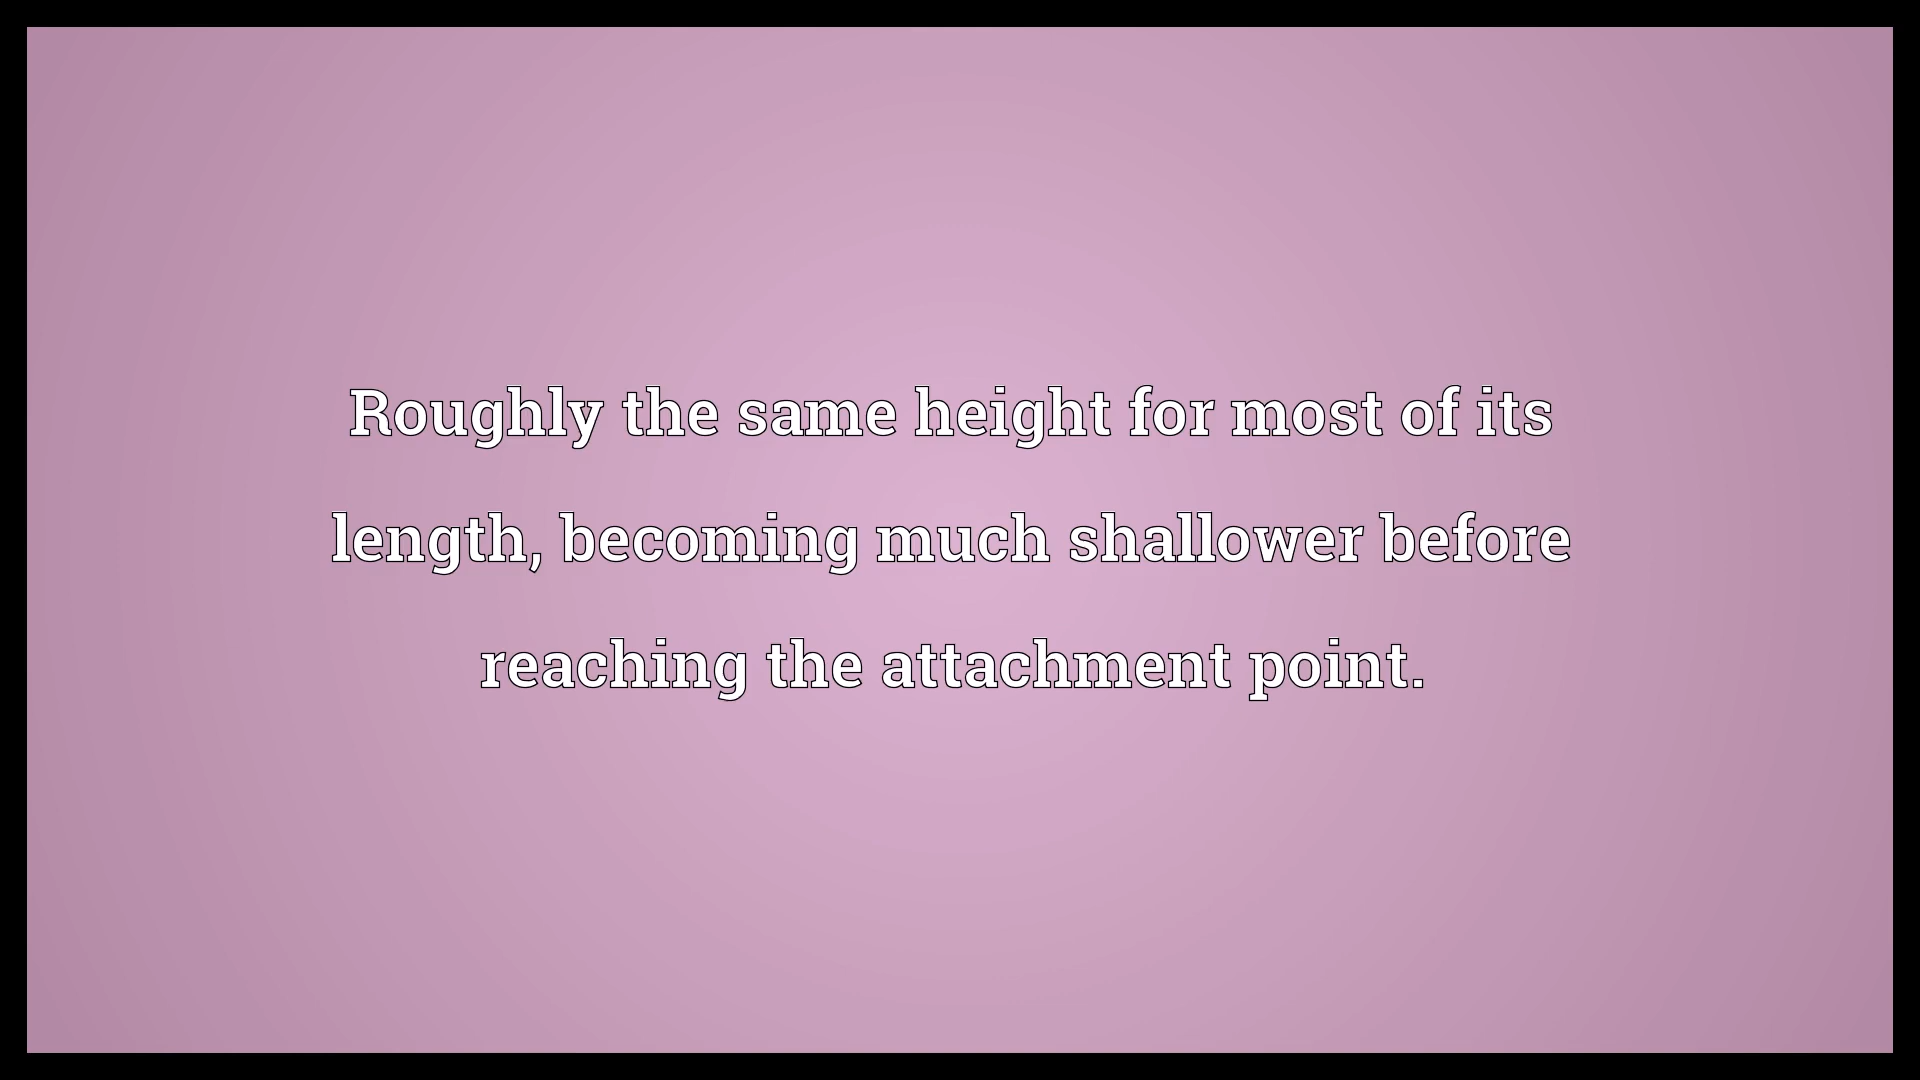 Roughly the same height for most of its
length, becoming much shallower before
reaching the attachment point.